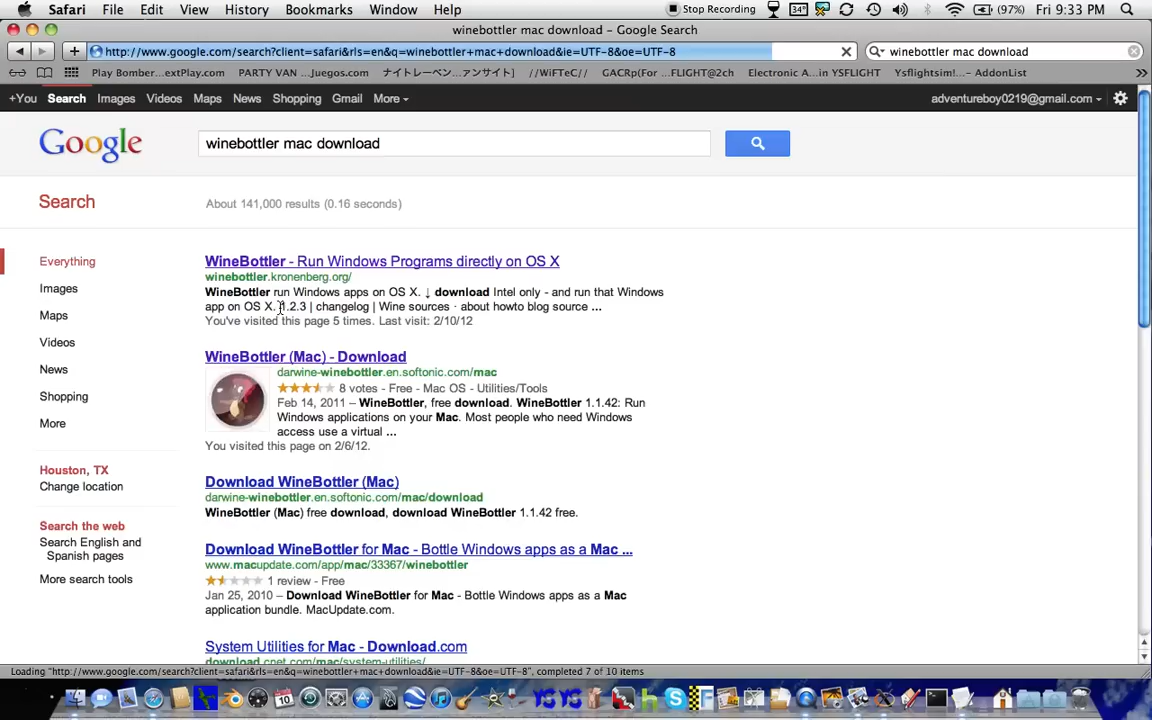 Safari File Edit View History Bookmarks Window Help Stop Recording 34° (97%) Fri 9:33 PM
winebottler mac download - Google Search
http://www.google.com/search?client=safari&rls=en&q=winebottler+mac+download&ie=UTF-8&oe=UTF-8 winebottler mac download
Play Bomber...extPlay.com PARTY VAN ...Juegos.com ナイトレーベン...ァンサイト] //WiFTeC// GACRp(For ...FLIGHT@2ch Electronic A...in YSFLIGHT Ysflightsim!... - AddonList
+You Search Images Videos Maps News Shopping Gmail More adventureboy0219@gmail.com
Google winebottler mac download
Search About 141,000 results (0.16 seconds)
Everything
Images
Maps
Videos
News
Shopping
More
Houston, TX
Change location
Search the web
Search English and
Spanish pages
More search tools
WineBottler - Run Windows Programs directly on OS X
winebottler.kronenberg.org/
WineBottler run Windows apps on OS X. ↓ download Intel only - and run that Windows
app on OS X. 1.2.3 | changelog | Wine sources · about howto blog source ...
You've visited this page 5 times. Last visit: 2/10/12
WineBottler (Mac) - Download
darwine-winebottler.en.softonic.com/mac
8 votes - Free - Mac OS - Utilities/Tools
Feb 14, 2011 – WineBottler, free download. WineBottler 1.1.42: Run
Windows applications on your Mac. Most people who need Windows
access use a virtual ...
You visited this page on 2/6/12.
Download WineBottler (Mac)
darwine-winebottler.en.softonic.com/mac/download
WineBottler (Mac) free download, download WineBottler 1.1.42 free.
Download WineBottler for Mac - Bottle Windows apps as a Mac ...
www.macupdate.com/app/mac/33367/winebottler
1 review - Free
Jan 25, 2010 – Download WineBottler for Mac - Bottle Windows apps as a Mac
application bundle. MacUpdate.com.
System Utilities for Mac - Download.com
download.cnet.com/mac/system-utilities/
Loading "http://www.google.com/search?client=safari&rls=en&q=winebottler+mac+download&ie=UTF-8&oe=UTF-8", completed 7 of 10 items